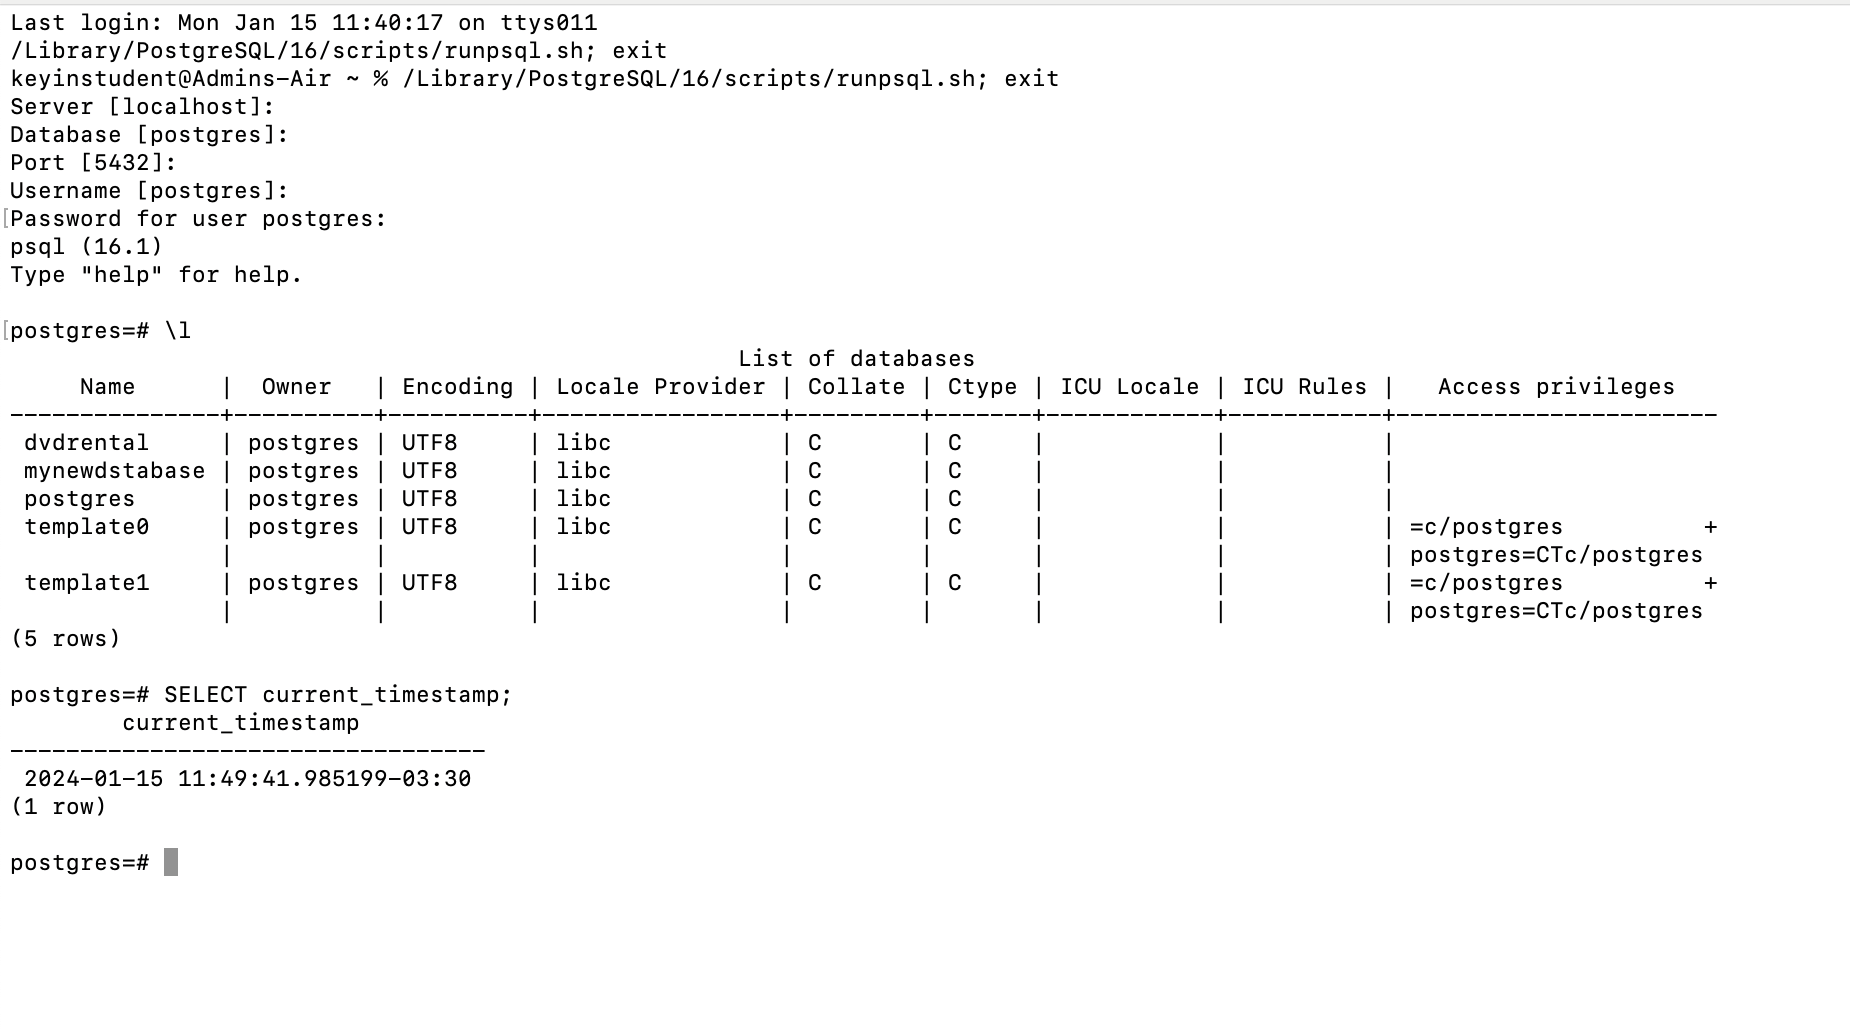 Last login: Mon Jan 15 11:40:17 on ttys011
/Library/PostgreSQL/16/scripts/runpsql.sh; exit
keyinstudent@Admins-Air ~ % /Library/PostgreSQL/16/scripts/runpsql.sh; exit
Server [localhost]:
Database [postgres]:
Port [5432]:
Username [postgres]:
[Password for user postgres:
psql (16.1)
Type "help" for help.

[postgres=# \l
                                                    List of databases
     Name      |  Owner   | Encoding | Locale Provider | Collate | Ctype | ICU Locale | ICU Rules |   Access privileges
---------------+----------+----------+-----------------+---------+-------+------------+-----------+-----------------------
 dvdrental     | postgres | UTF8     | libc            | C       | C     |            |           |
 mynewdstabase | postgres | UTF8     | libc            | C       | C     |            |           |
 postgres      | postgres | UTF8     | libc            | C       | C     |            |           |
 template0     | postgres | UTF8     | libc            | C       | C     |            |           | =c/postgres          +
               |          |          |                 |         |       |            |           | postgres=CTc/postgres
 template1     | postgres | UTF8     | libc            | C       | C     |            |           | =c/postgres          +
               |          |          |                 |         |       |            |           | postgres=CTc/postgres
(5 rows)

postgres=# SELECT current_timestamp;
        current_timestamp
----------------------------------
 2024-01-15 11:49:41.985199-03:30
(1 row)

postgres=#